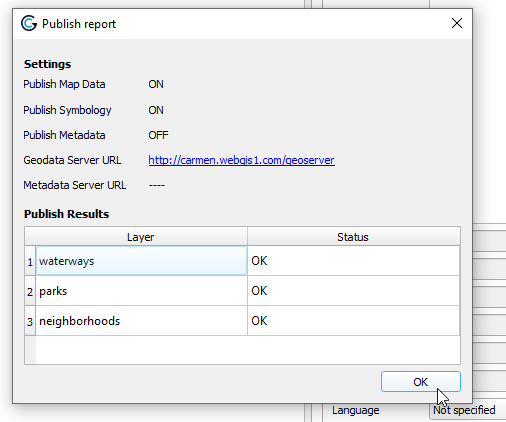 Publish report
Settings
Publish Map Data ON
Publish Symbology ON
Publish Metadata OFF
Geodata Server URL http://carmen.webgis1.com/geoserver
Metadata Server URL ----
Publish Results
Layer Status
1 waterways OK
2 parks OK
3 neighborhoods OK
OK
Language Not specified